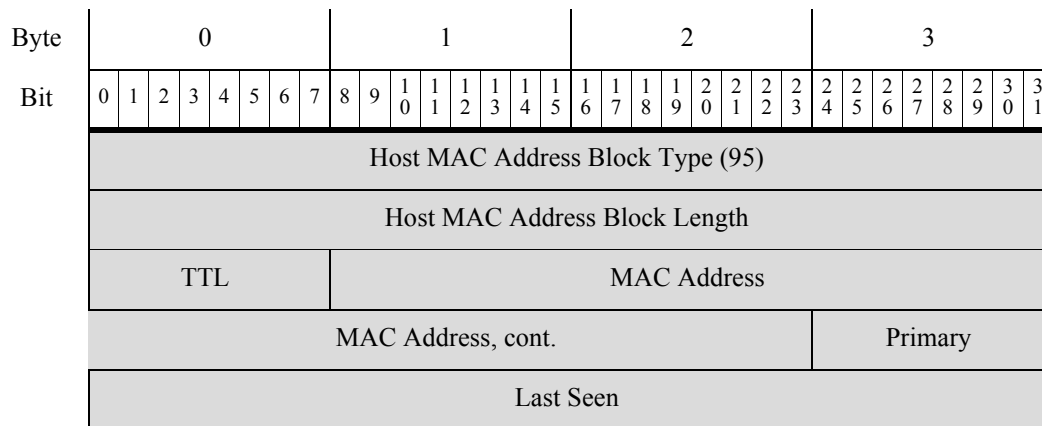 Byte 0 1 2 3
Bit 0 1 2 3 4 5 6 7 8 9 10 11 12 13 14 15 16 17 18 19 20 21 22 23 24 25 26 27 28 29 30 31
Host MAC Address Block Type (95)
Host MAC Address Block Length
TTL MAC Address
MAC Address, cont. Primary
Last Seen